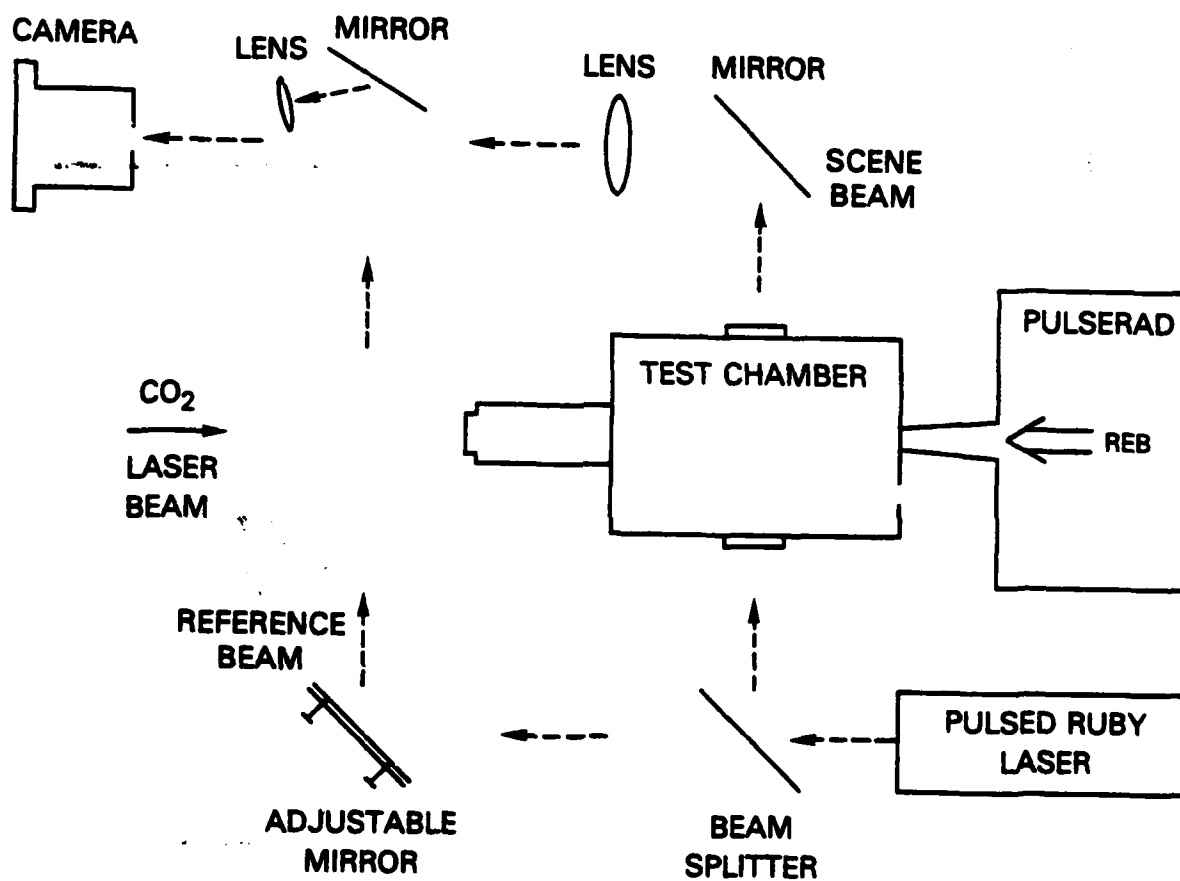 CAMERA
LENS
MIRROR
LENS
MIRROR
SCENE
BEAM
PULSERAD
TEST CHAMBER
CO₂
LASER
BEAM
REB
REFERENCE
BEAM
PULSED RUBY
LASER
ADJUSTABLE
MIRROR
BEAM
SPLITTER